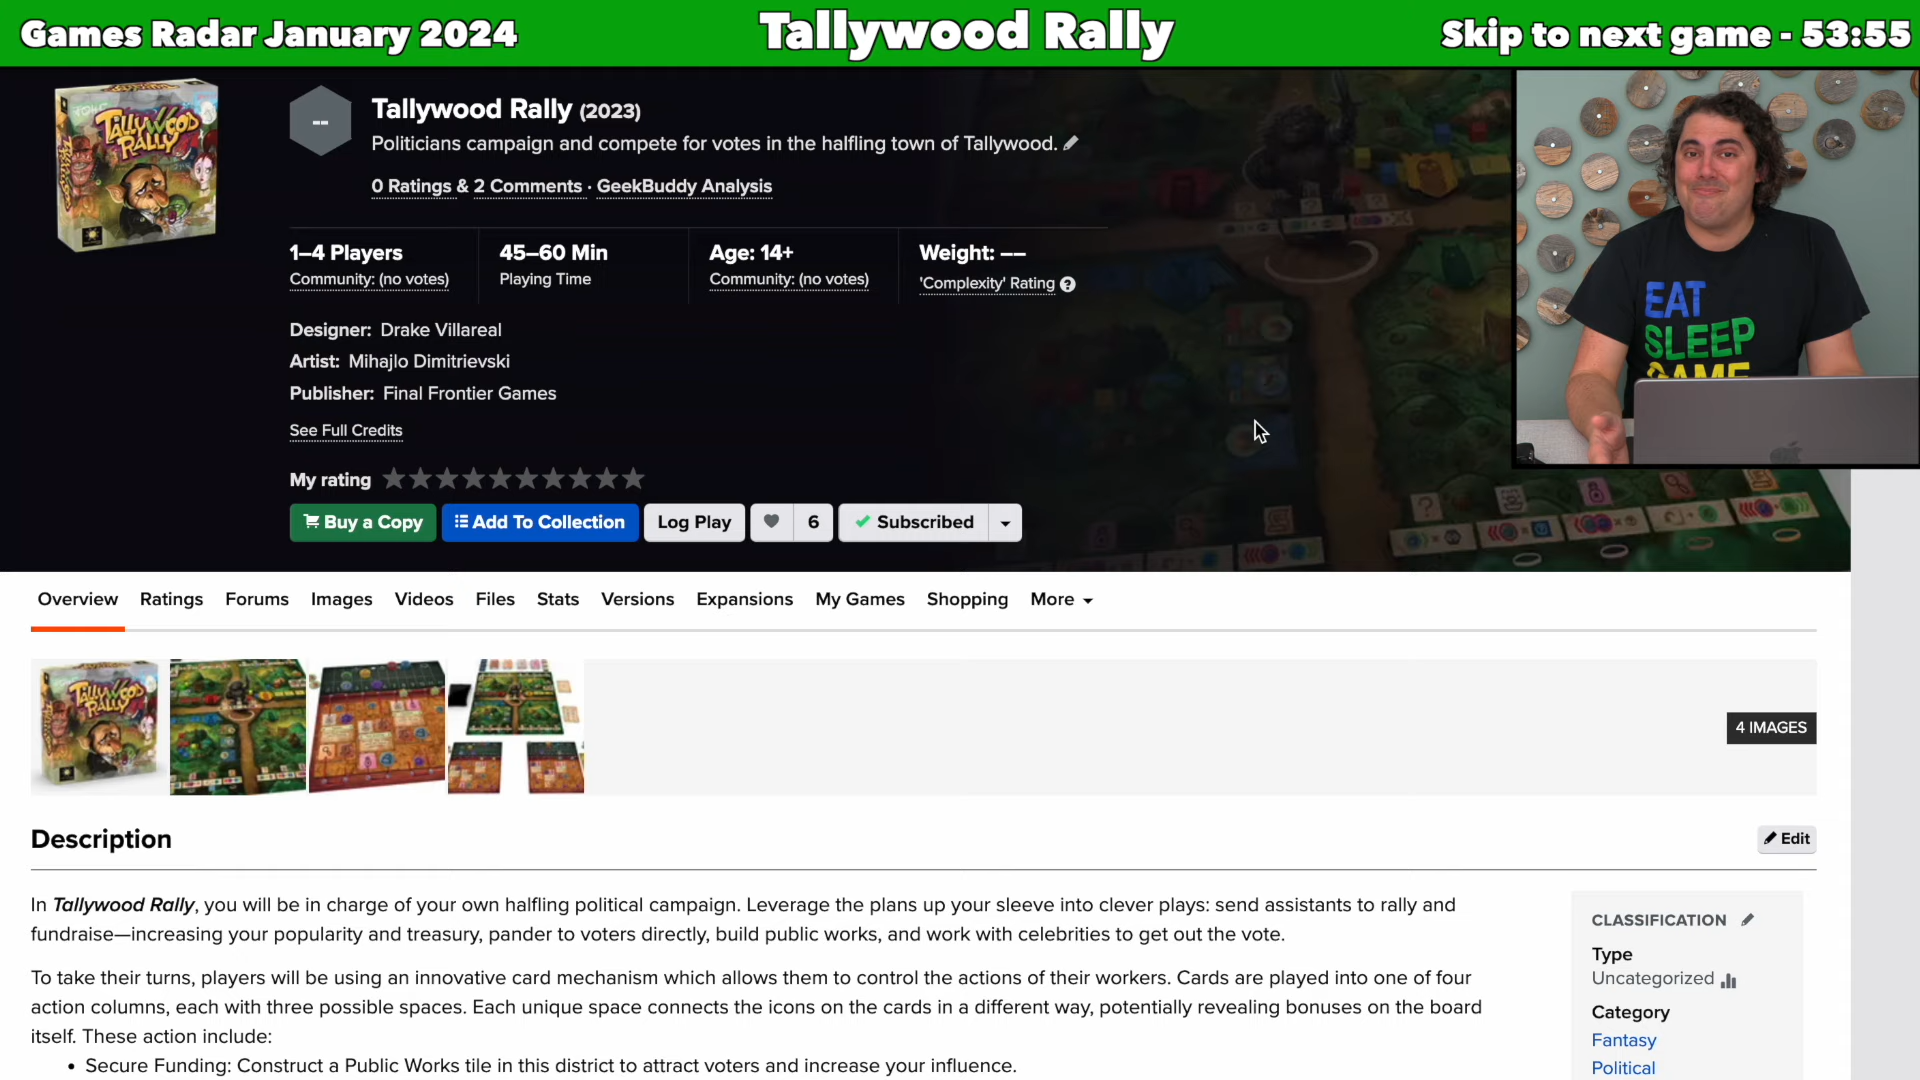 Games Radar January 2024
Tallywood Rally
Skip to next game - 53:55
TALLYWOOD
RALLY
--
Tallywood Rally (2023)
Politicians campaign and compete for votes in the halfling town of Tallywood.
0 Ratings & 2 Comments · GeekBuddy Analysis
1–4 Players
Community: (no votes)
45–60 Min
Playing Time
Age: 14+
Community: (no votes)
Weight: ––
'Complexity' Rating ?
EAT
SLEEP
GAME
Designer: Drake Villareal
Artist: Mihajlo Dimitrievski
Publisher: Final Frontier Games
See Full Credits
My rating
Buy a Copy
Add To Collection
Log Play
6
Subscribed
Overview Ratings Forums Images Videos Files Stats Versions Expansions My Games Shopping More
TALLYWOOD
RALLY
4 IMAGES
Description
Edit
In Tallywood Rally, you will be in charge of your own halfling political campaign. Leverage the plans up your sleeve into clever plays: send assistants to rally and
fundraise—increasing your popularity and treasury, pander to voters directly, build public works, and work with celebrities to get out the vote.
To take their turns, players will be using an innovative card mechanism which allows them to control the actions of their workers. Cards are played into one of four
action columns, each with three possible spaces. Each unique space connects the icons on the cards in a different way, potentially revealing bonuses on the board
itself. These action include:
• Secure Funding: Construct a Public Works tile in this district to attract voters and increase your influence.
CLASSIFICATION
Type
Uncategorized
Category
Fantasy
Political